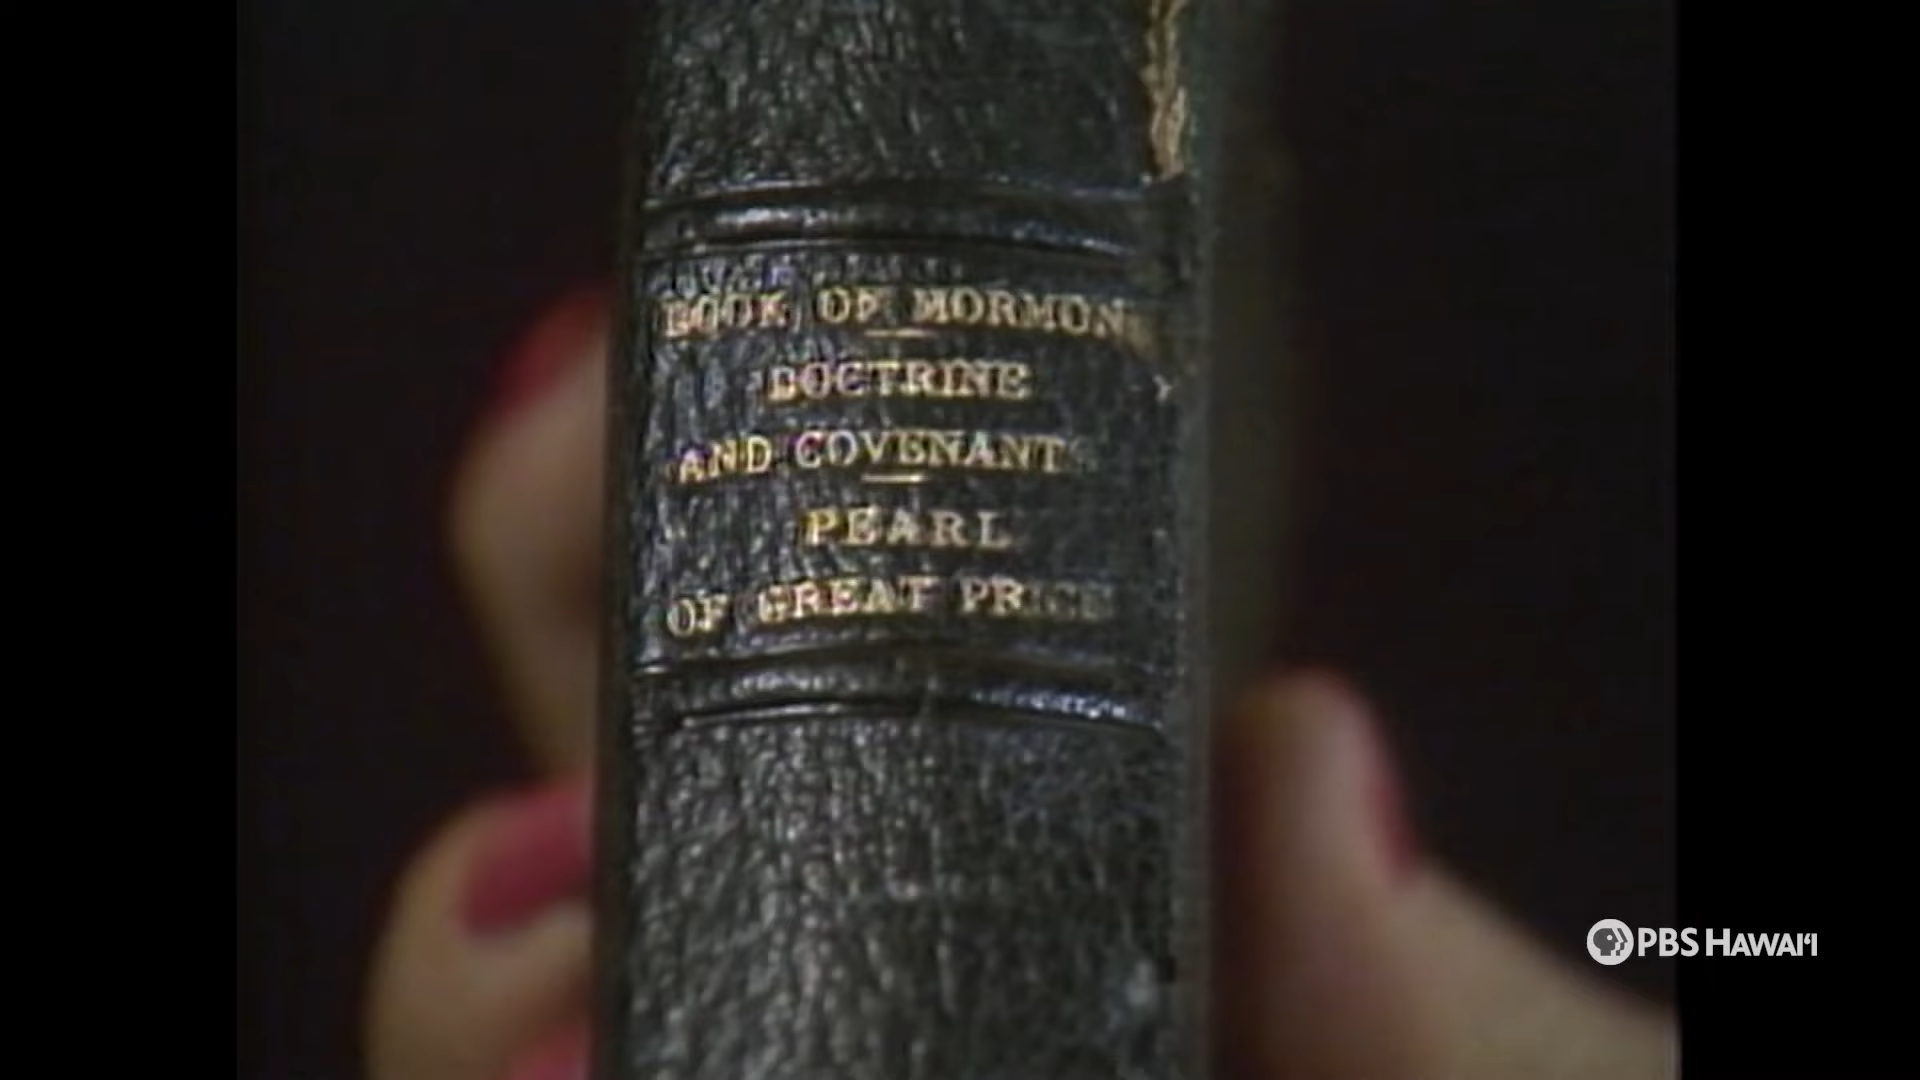 BOOK OF MORMON
DOCTRINE
AND COVENANTS
PEARL
OF GREAT PRICE
PBS HAWAIʻI